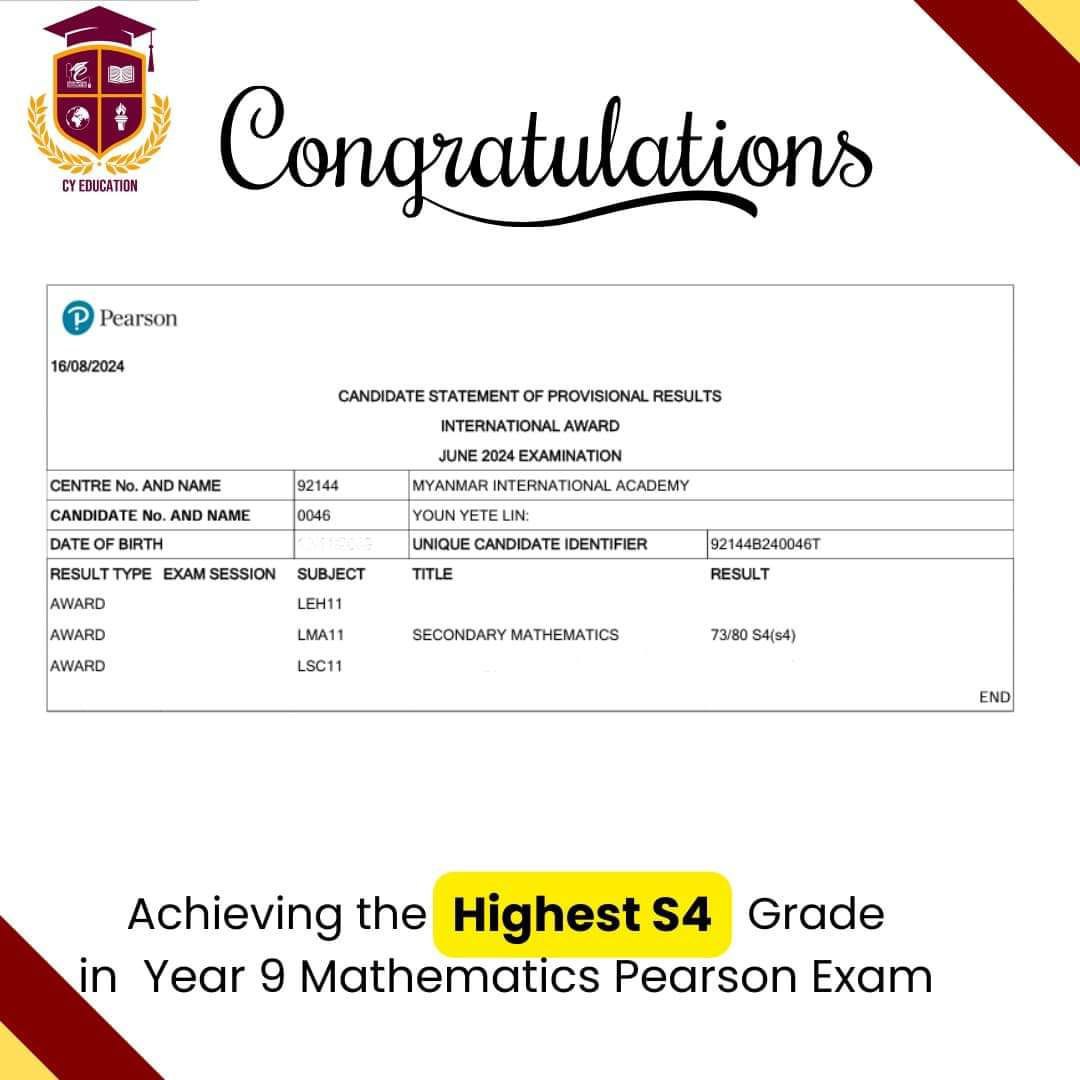 CY EDUCATION
Congratulations
Pearson
16/08/2024
CANDIDATE STATEMENT OF PROVISIONAL RESULTS
INTERNATIONAL AWARD
JUNE 2024 EXAMINATION
CENTRE No. AND NAME 92144 MYANMAR INTERNATIONAL ACADEMY
CANDIDATE No. AND NAME 0046 YOUN YETE LIN:
DATE OF BIRTH UNIQUE CANDIDATE IDENTIFIER 92144B240046T
RESULT TYPE EXAM SESSION SUBJECT TITLE RESULT
AWARD LEH11
AWARD LMA11 SECONDARY MATHEMATICS 73/80 S4(s4)
AWARD LSC11
END
Achieving the Highest S4 Grade
in Year 9 Mathematics Pearson Exam